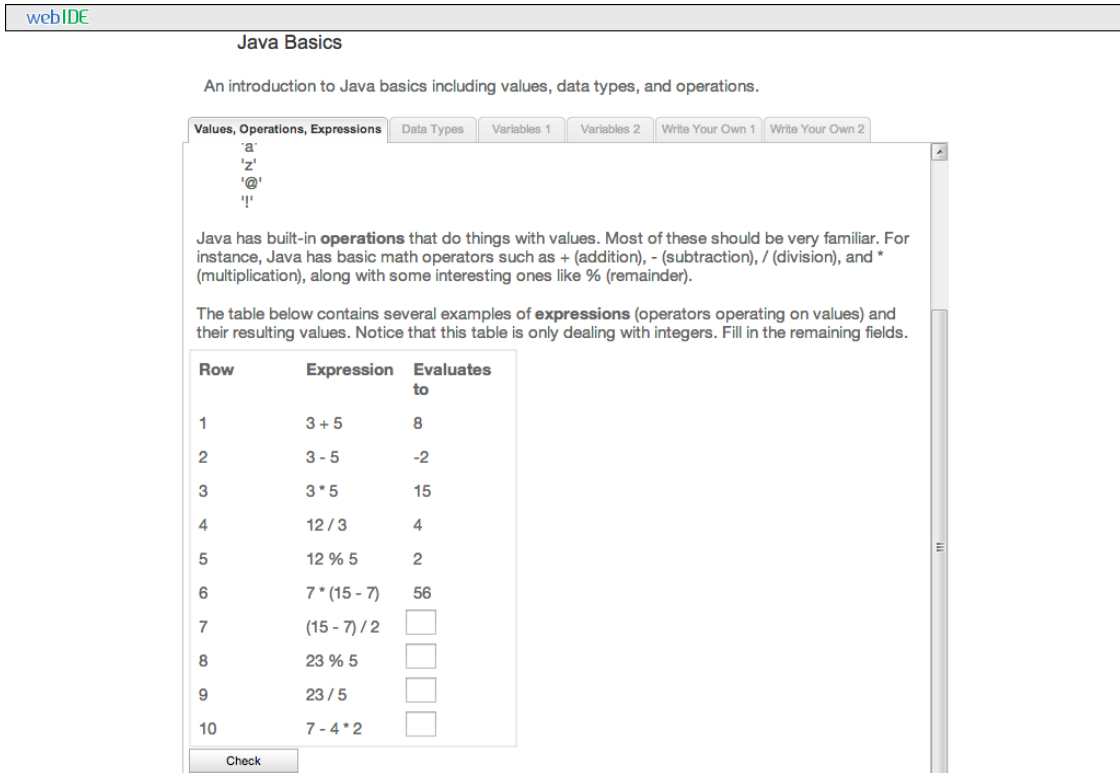 webIDE
Java Basics
An introduction to Java basics including values, data types, and operations.
Values, Operations, Expressions Data Types Variables 1 Variables 2 Write Your Own 1 Write Your Own 2
'a'
'z'
'@'
'!'
Java has built-in operations that do things with values. Most of these should be very familiar. For
instance, Java has basic math operators such as + (addition), - (subtraction), / (division), and *
(multiplication), along with some interesting ones like % (remainder).
The table below contains several examples of expressions (operators operating on values) and
their resulting values. Notice that this table is only dealing with integers. Fill in the remaining fields.
Row Expression Evaluates
to
1 3 + 5 8
2 3 - 5 -2
3 3 * 5 15
4 12 / 3 4
5 12 % 5 2
6 7 * (15 - 7) 56
7 (15 - 7) / 2
8 23 % 5
9 23 / 5
10 7 - 4 * 2
Check